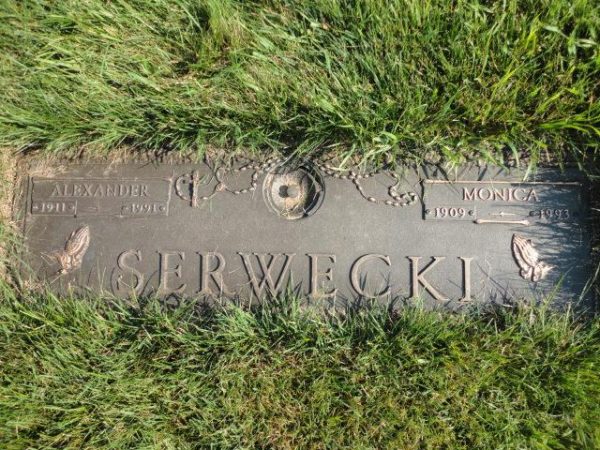 ALEXANDER
1911 1991
MONICA
1909 1993
SERWECKI